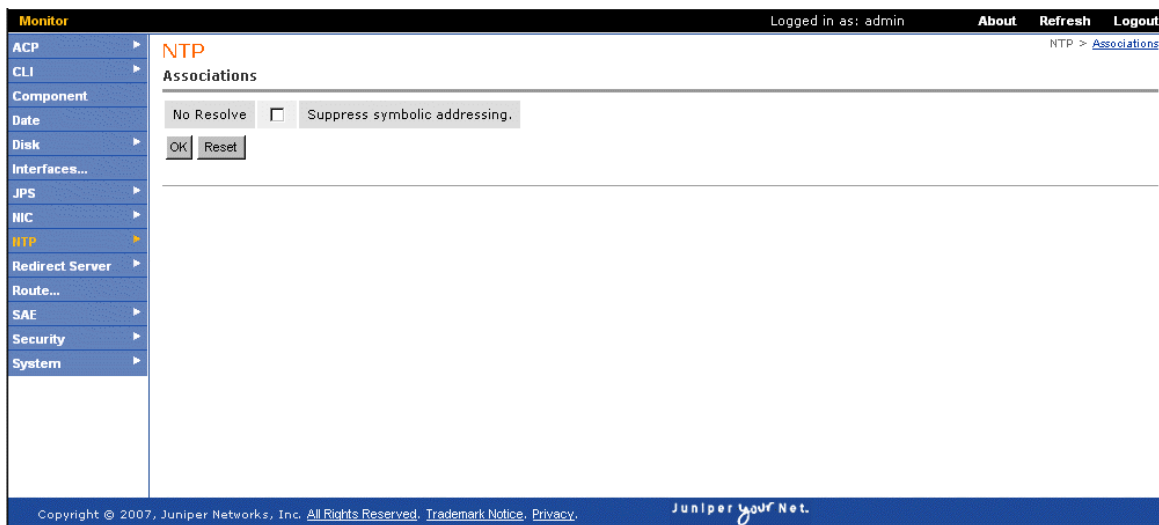 Monitor
Logged in as: admin About Refresh Logout
ACP
CLI
Component
Date
Disk
Interfaces...
JPS
NIC
NTP
Redirect Server
Route...
SAE
Security
System
NTP > Associations
NTP
Associations
No Resolve Suppress symbolic addressing.
OK Reset
Copyright © 2007, Juniper Networks, Inc. All Rights Reserved. Trademark Notice. Privacy.
Juniper your Net.